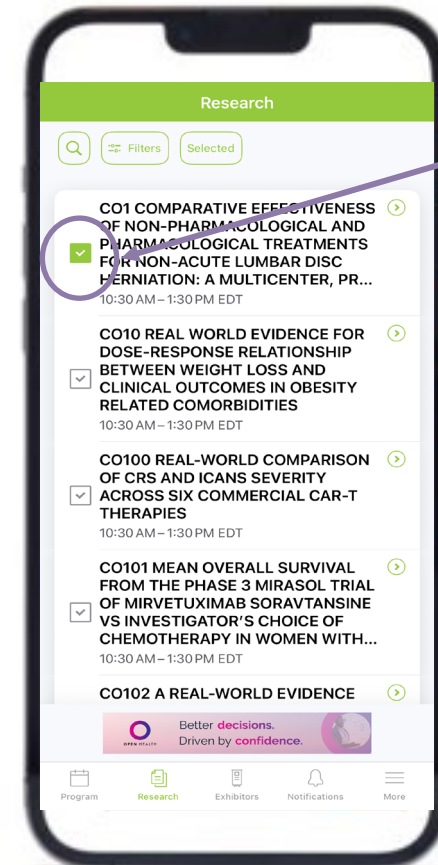 Research
Filters
Selected
CO1 COMPARATIVE EFFECTIVENESS
OF NON-PHARMACOLOGICAL AND
PHARMACOLOGICAL TREATMENTS
FOR NON-ACUTE LUMBAR DISC
HERNIATION: A MULTICENTER, PR...
10:30 AM – 1:30 PM EDT
CO10 REAL WORLD EVIDENCE FOR
DOSE-RESPONSE RELATIONSHIP
BETWEEN WEIGHT LOSS AND
CLINICAL OUTCOMES IN OBESITY
RELATED COMORBIDITIES
10:30 AM – 1:30 PM EDT
CO100 REAL-WORLD COMPARISON
OF CRS AND ICANS SEVERITY
ACROSS SIX COMMERCIAL CAR-T
THERAPIES
10:30 AM – 1:30 PM EDT
CO101 MEAN OVERALL SURVIVAL
FROM THE PHASE 3 MIRASOL TRIAL
OF MIRVETUXIMAB SORAVTANSINE
VS INVESTIGATOR'S CHOICE OF
CHEMOTHERAPY IN WOMEN WITH...
10:30 AM – 1:30 PM EDT
CO102 A REAL-WORLD EVIDENCE
OPEN HEALTH
Better decisions.
Driven by confidence.
Program
Research
Exhibitors
Notifications
More